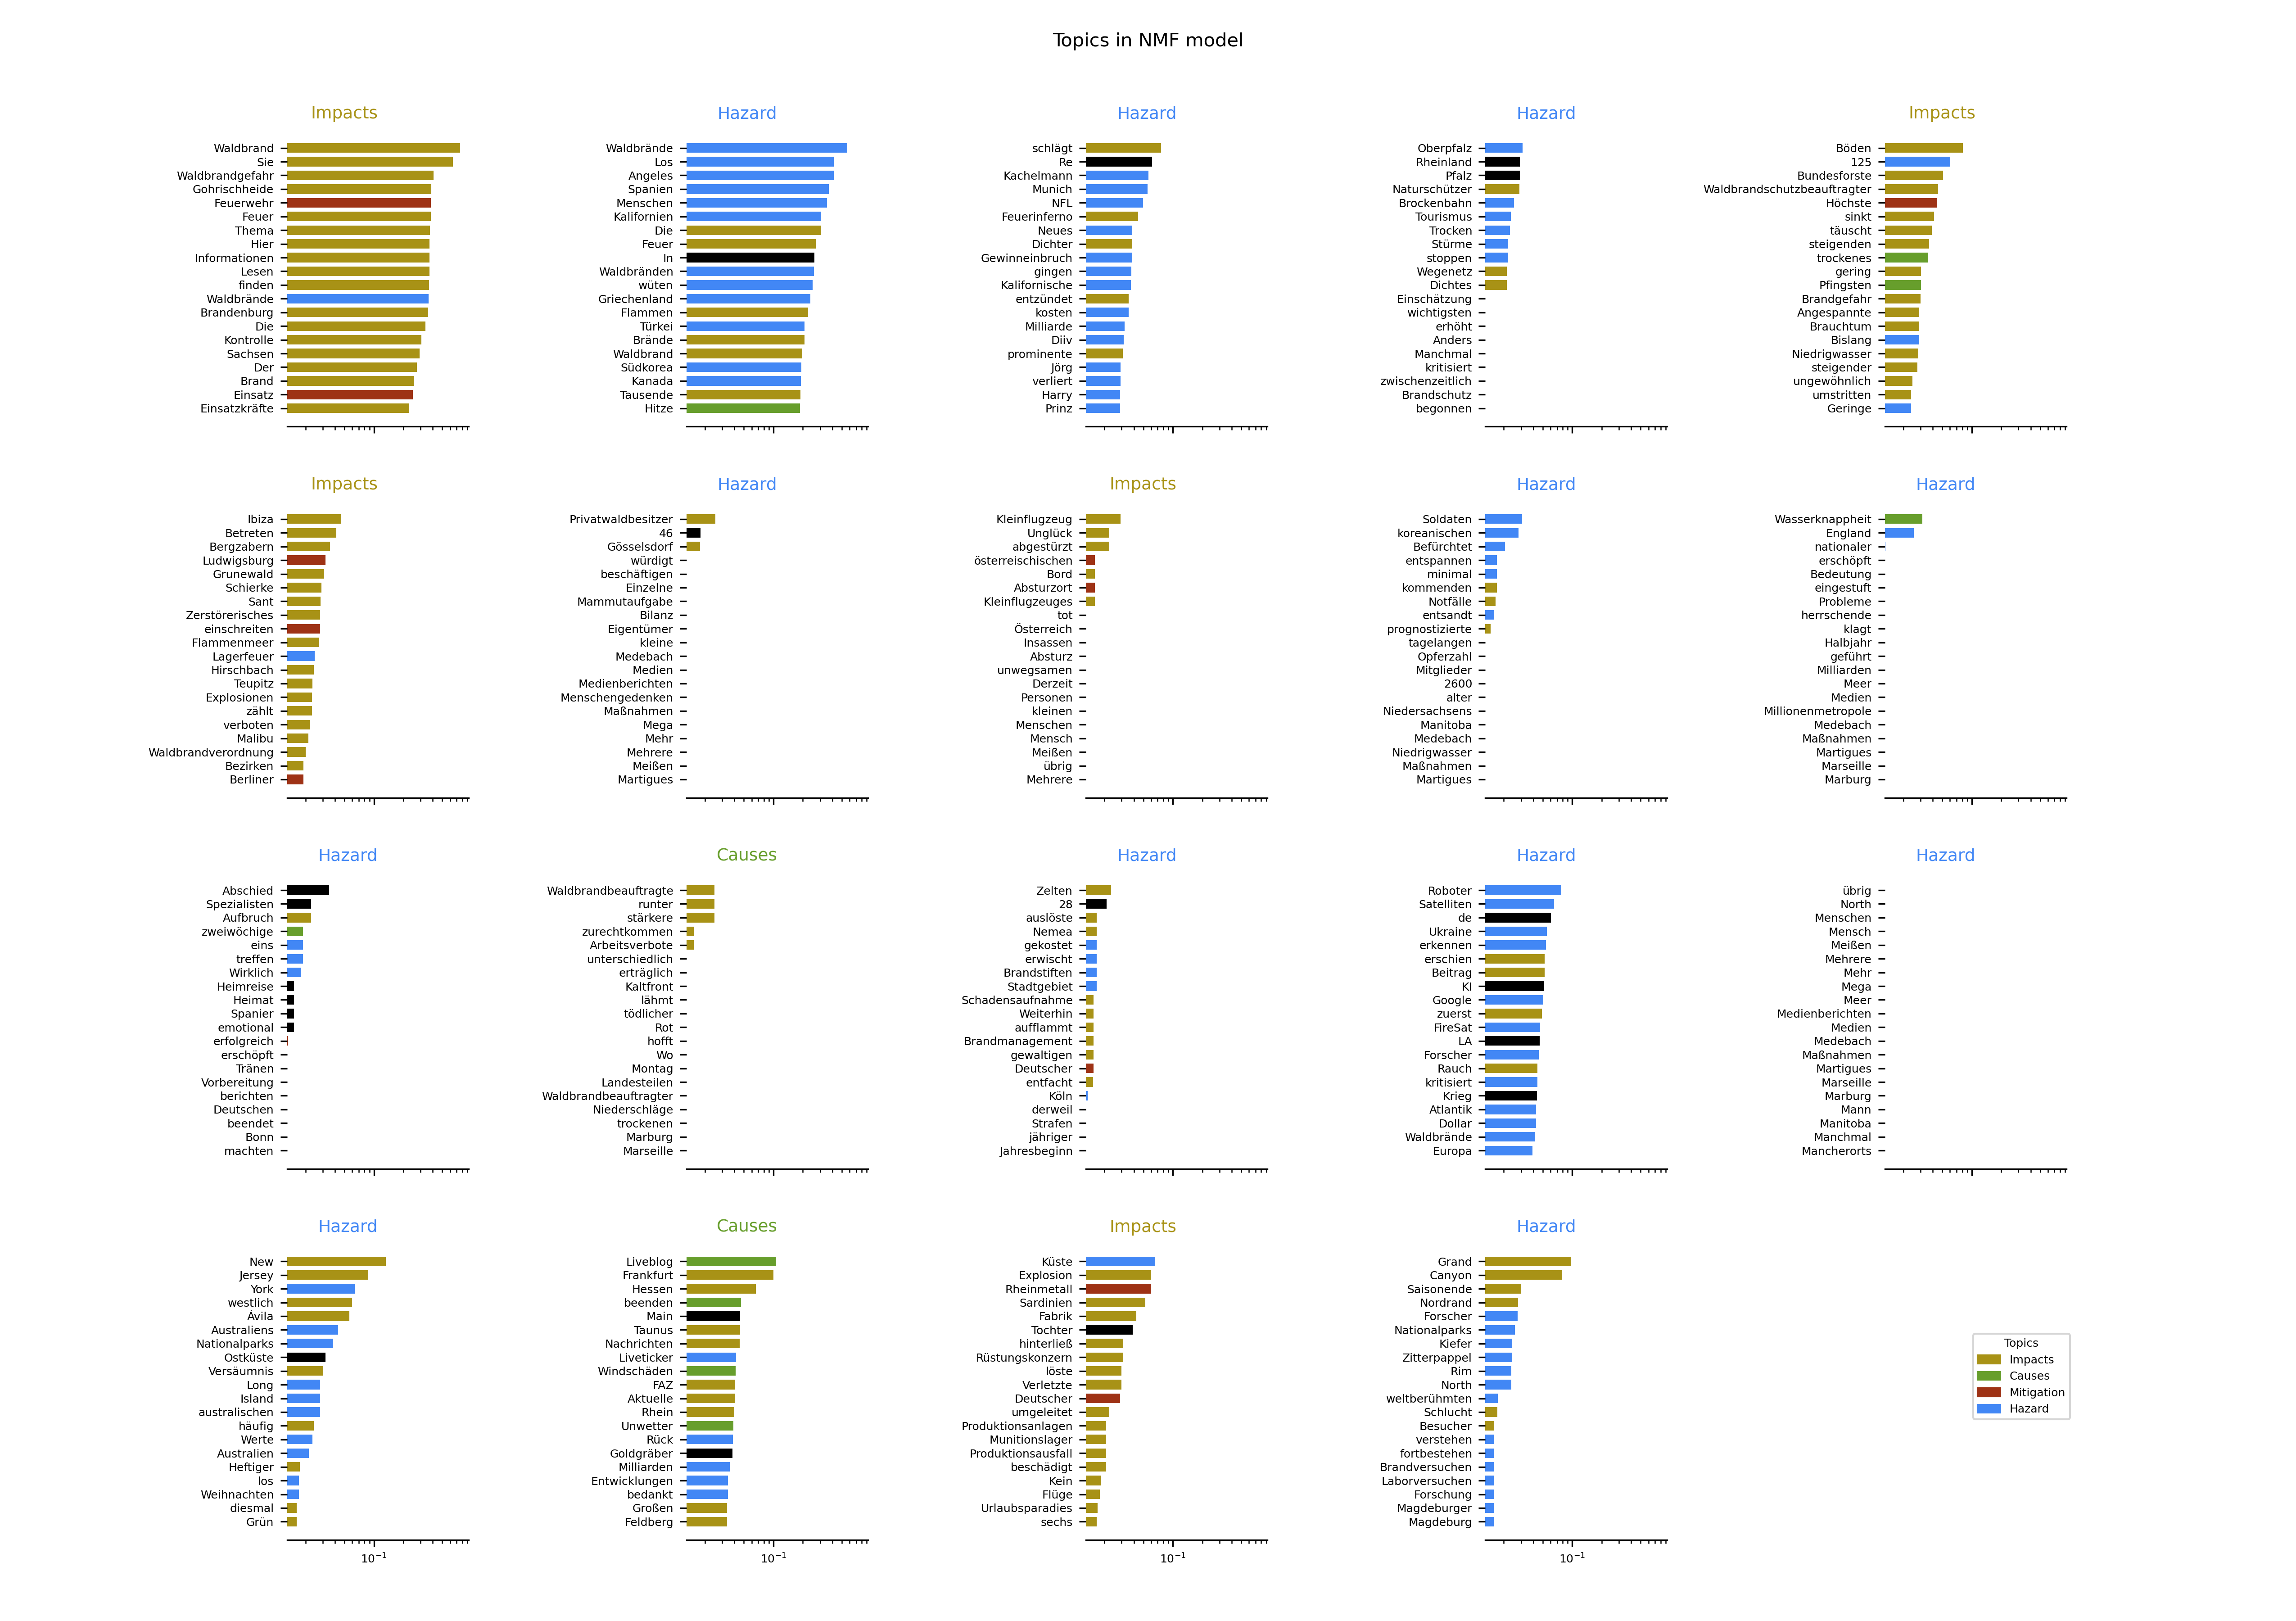 Topics in NMF model
Impacts
Waldbrand
Sie
Waldbrandgefahr
Gohrischheide
Feuerwehr
Feuer
Thema
Hier
Informationen
Lesen
finden
Waldbrände
Brandenburg
Die
Kontrolle
Sachsen
Der
Brand
Einsatz
Einsatzkräfte
Hazard
Waldbrände
Los
Angeles
Spanien
Menschen
Kalifornien
Die
Feuer
In
Waldbränden
wüten
Griechenland
Flammen
Türkei
Brände
Waldbrand
Südkorea
Kanada
Tausende
Hitze
Hazard
schlägt
Re
Kachelmann
Munich
NFL
Feuerinferno
Neues
Dichter
Gewinneinbruch
gingen
Kalifornische
entzündet
kosten
Milliarde
Diiv
prominente
Jörg
verliert
Harry
Prinz
Hazard
Oberpfalz
Rheinland
Pfalz
Naturschützer
Brockenbahn
Tourismus
Trocken
Stürme
stoppen
Wegenetz
Dichtes
Einschätzung
wichtigsten
erhöht
Anders
Manchmal
kritisiert
zwischenzeitlich
Brandschutz
begonnen
Impacts
Böden
125
Bundesforste
Waldbrandschutzbeauftragter
Höchste
sinkt
täuscht
steigenden
trockenes
gering
Pfingsten
Brandgefahr
Angespannte
Brauchtum
Bislang
Niedrigwasser
steigender
ungewöhnlich
umstritten
Geringe
Impacts
Ibiza
Betreten
Bergzabern
Ludwigsburg
Grunewald
Schierke
Sant
Zerstörerisches
einschreiten
Flammenmeer
Lagerfeuer
Hirschbach
Teupitz
Explosionen
zählt
verboten
Malibu
Waldbrandverordnung
Bezirken
Berliner
Hazard
Privatwaldbesitzer
46
Gösselsdorf
würdigt
beschäftigen
Einzelne
Mammutaufgabe
Bilanz
Eigentümer
kleine
Medebach
Medien
Medienberichten
Menschengedenken
Maßnahmen
Mega
Mehr
Mehrere
Meißen
Martigues
Impacts
Kleinflugzeug
Unglück
abgestürzt
österreischischen
Bord
Absturzort
Kleinflugzeuges
tot
Österreich
Insassen
Absturz
unwegsamen
Derzeit
Personen
kleinen
Menschen
Mensch
Meißen
übrig
Mehrere
Hazard
Soldaten
koreanischen
Befürchtet
entspannen
minimal
kommenden
Notfälle
entsandt
prognostizierte
tagelangen
Opferzahl
Mitglieder
2600
alter
Niedersachsens
Manitoba
Medebach
Niedrigwasser
Maßnahmen
Martigues
Hazard
Wasserknappheit
England
nationaler
erschöpft
Bedeutung
eingestuft
Probleme
herrschende
klagt
Halbjahr
geführt
Milliarden
Meer
Medien
Millionenmetropole
Medebach
Maßnahmen
Martigues
Marseille
Marburg
Hazard
Abschied
Spezialisten
Aufbruch
zweiwöchige
eins
treffen
Wirklich
Heimreise
Heimat
Spanier
emotional
erfolgreich
erschöpft
Tränen
Vorbereitung
berichten
Deutschen
beendet
Bonn
machten
Causes
Waldbrandbeauftragte
runter
stärkere
zurechtkommen
Arbeitsverbote
unterschiedlich
erträglich
Kaltfront
lähmt
tödlicher
Rot
hofft
Wo
Montag
Landesteilen
Waldbrandbeauftragter
Niederschläge
trockenen
Marburg
Marseille
Hazard
Zelten
28
auslöste
Nemea
gekostet
erwischt
Brandstiften
Stadtgebiet
Schadensaufnahme
Weiterhin
aufflammt
Brandmanagement
gewaltigen
Deutscher
entfacht
Köln
derweil
Strafen
jähriger
Jahresbeginn
Hazard
Roboter
Satelliten
de
Ukraine
erkennen
erschien
Beitrag
KI
Google
zuerst
FireSat
LA
Forscher
Rauch
kritisiert
Krieg
Atlantik
Dollar
Waldbrände
Europa
Hazard
übrig
North
Menschen
Mensch
Meißen
Mehrere
Mehr
Mega
Meer
Medienberichten
Medien
Medebach
Maßnahmen
Martigues
Marseille
Marburg
Mann
Manitoba
Manchmal
Mancherorts
Hazard
New
Jersey
York
westlich
Ávila
Australiens
Nationalparks
Ostküste
Versäumnis
Long
Island
australischen
häufig
Werte
Australien
Heftiger
los
Weihnachten
diesmal
Grün
10⁻¹
Causes
Liveblog
Frankfurt
Hessen
beenden
Main
Taunus
Nachrichten
Liveticker
Windschäden
FAZ
Aktuelle
Rhein
Unwetter
Rück
Goldgräber
Milliarden
Entwicklungen
bedankt
Großen
Feldberg
10⁻¹
Impacts
Küste
Explosion
Rheinmetall
Sardinien
Fabrik
Tochter
hinterließ
Rüstungskonzern
löste
Verletzte
Deutscher
umgeleitet
Produktionsanlagen
Munitionslager
Produktionsausfall
beschädigt
Kein
Flüge
Urlaubsparadies
sechs
10⁻¹
Hazard
Grand
Canyon
Saisonende
Nordrand
Forscher
Nationalparks
Kiefer
Zitterpappel
Rim
North
weltberühmten
Schlucht
Besucher
verstehen
fortbestehen
Brandversuchen
Laborversuchen
Forschung
Magdeburger
Magdeburg
10⁻¹
Topics
Impacts
Causes
Mitigation
Hazard